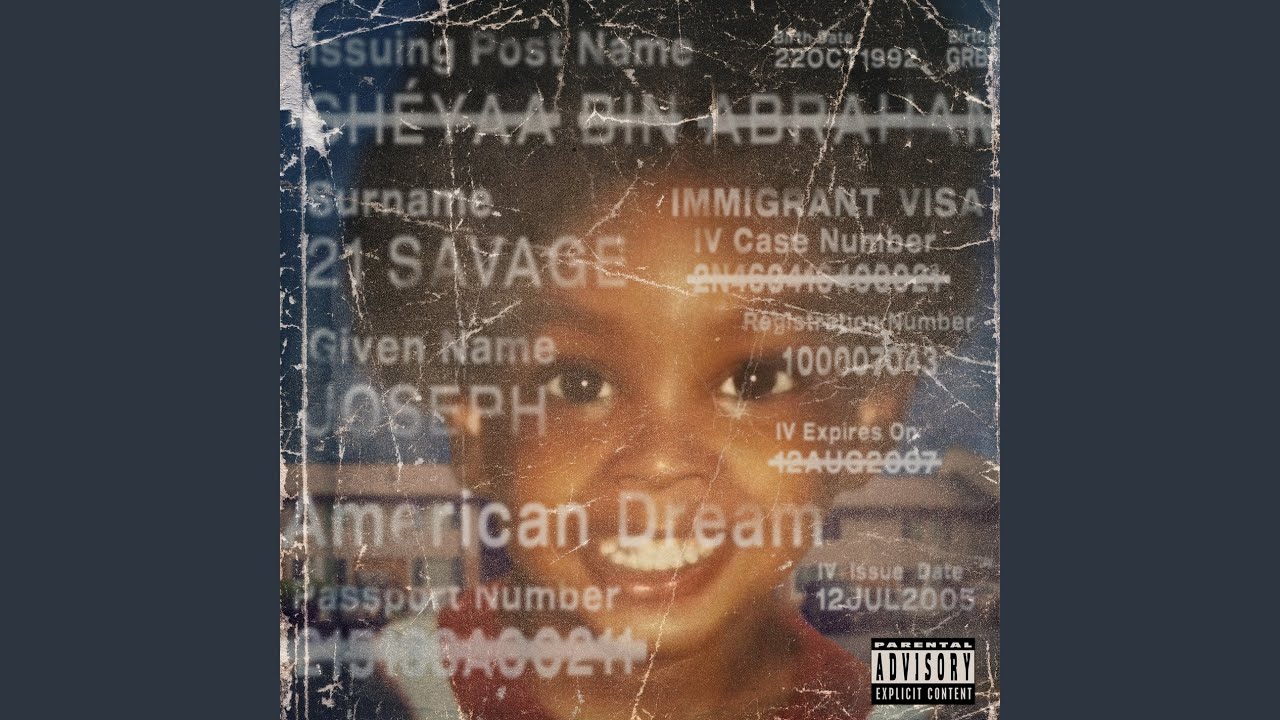 Issuing Post Name
Birth Date
22OCT1992
Birth
GRB
SHÉYAA BIN ABRAHAM
Surname
21 SAVAGE
IMMIGRANT VISA
IV Case Number
Registration Number
100007043
Given Name
JOSEPH
IV Expires On
12AUG2007
American Dream
IV Issue Date
12JUL2005
Passport Number
PARENTAL
ADVISORY
EXPLICIT CONTENT